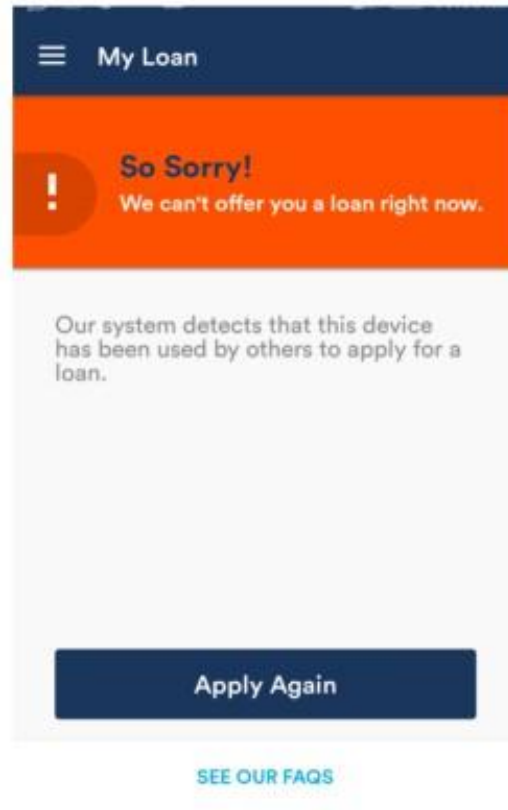 My Loan
!
So Sorry!
We can't offer you a loan right now.
Our system detects that this device
has been used by others to apply for a
loan.
Apply Again
SEE OUR FAQS